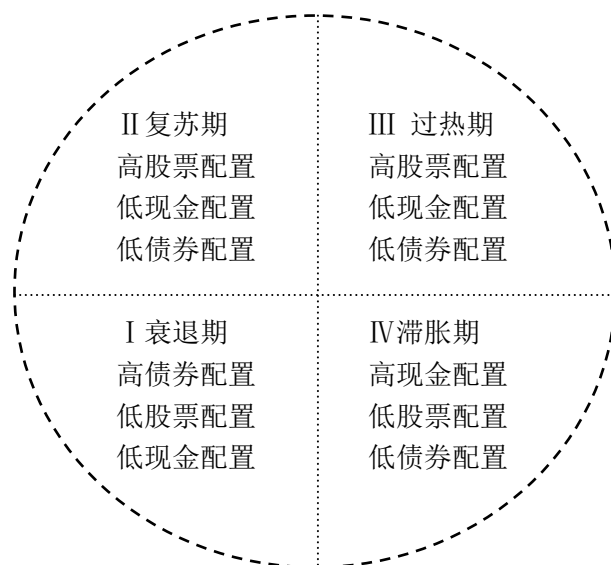 Ⅱ复苏期
高股票配置
低现金配置
低债券配置
Ⅲ 过热期
高股票配置
低现金配置
低债券配置
Ⅰ衰退期
高债券配置
低股票配置
低现金配置
Ⅳ滞胀期
高现金配置
低股票配置
低债券配置